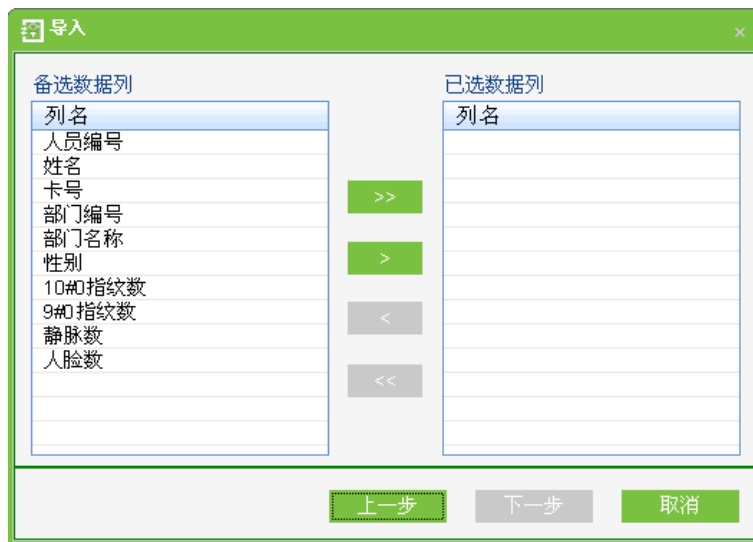 导入
×
备选数据列
已选数据列
列名
列名
人员编号
姓名
卡号
部门编号
部门名称
性别
10#0指纹数
9#0指纹数
静脉数
人脸数
>>
>
<
<<
上一步
下一步
取消